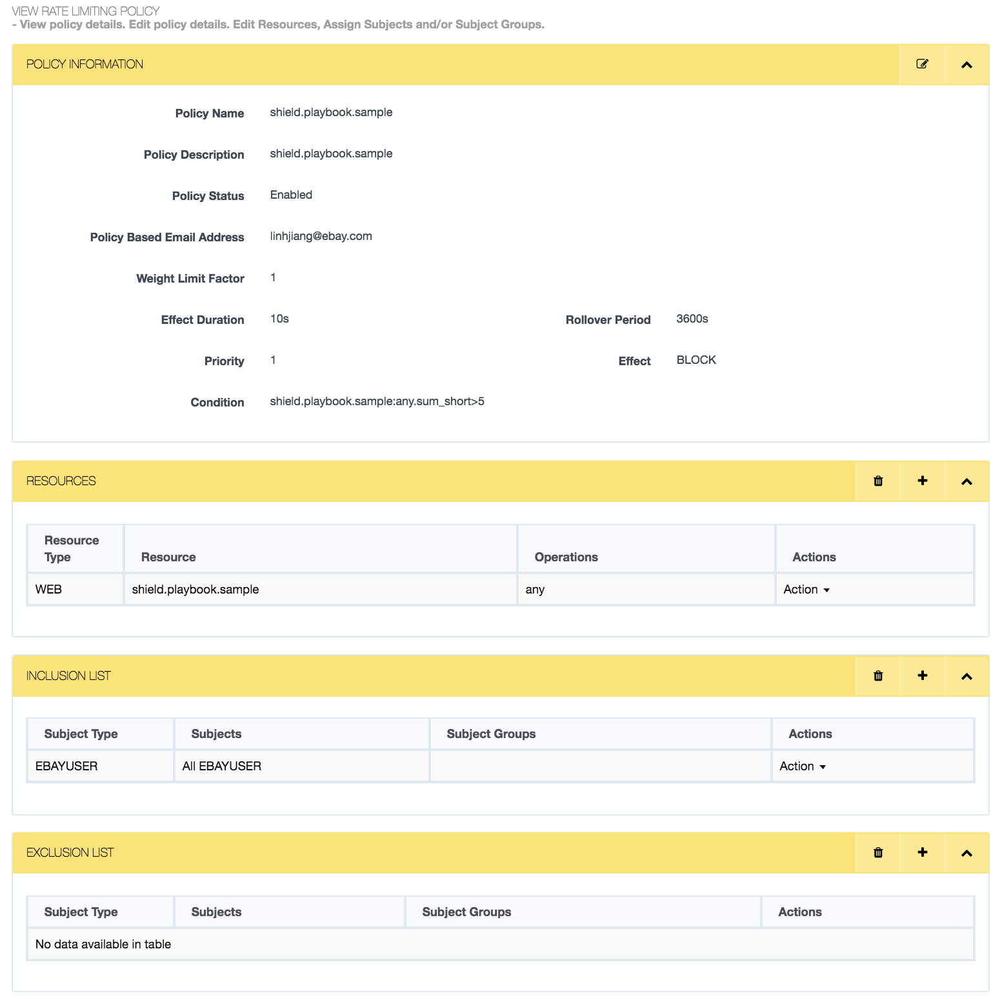 VIEW RATE LIMITING POLICY
- View policy details. Edit policy details. Edit Resources, Assign Subjects and/or Subject Groups.
POLICY INFORMATION
Policy Name shield.playbook.sample
Policy Description shield.playbook.sample
Policy Status Enabled
Policy Based Email Address linhjiang@ebay.com
Weight Limit Factor 1
Effect Duration 10s Rollover Period 3600s
Priority 1 Effect BLOCK
Condition shield.playbook.sample:any.sum_short>5
RESOURCES
Resource
Type Resource Operations Actions
WEB shield.playbook.sample any Action
INCLUSION LIST
Subject Type Subjects Subject Groups Actions
EBAYUSER All EBAYUSER Action
EXCLUSION LIST
Subject Type Subjects Subject Groups Actions
No data available in table